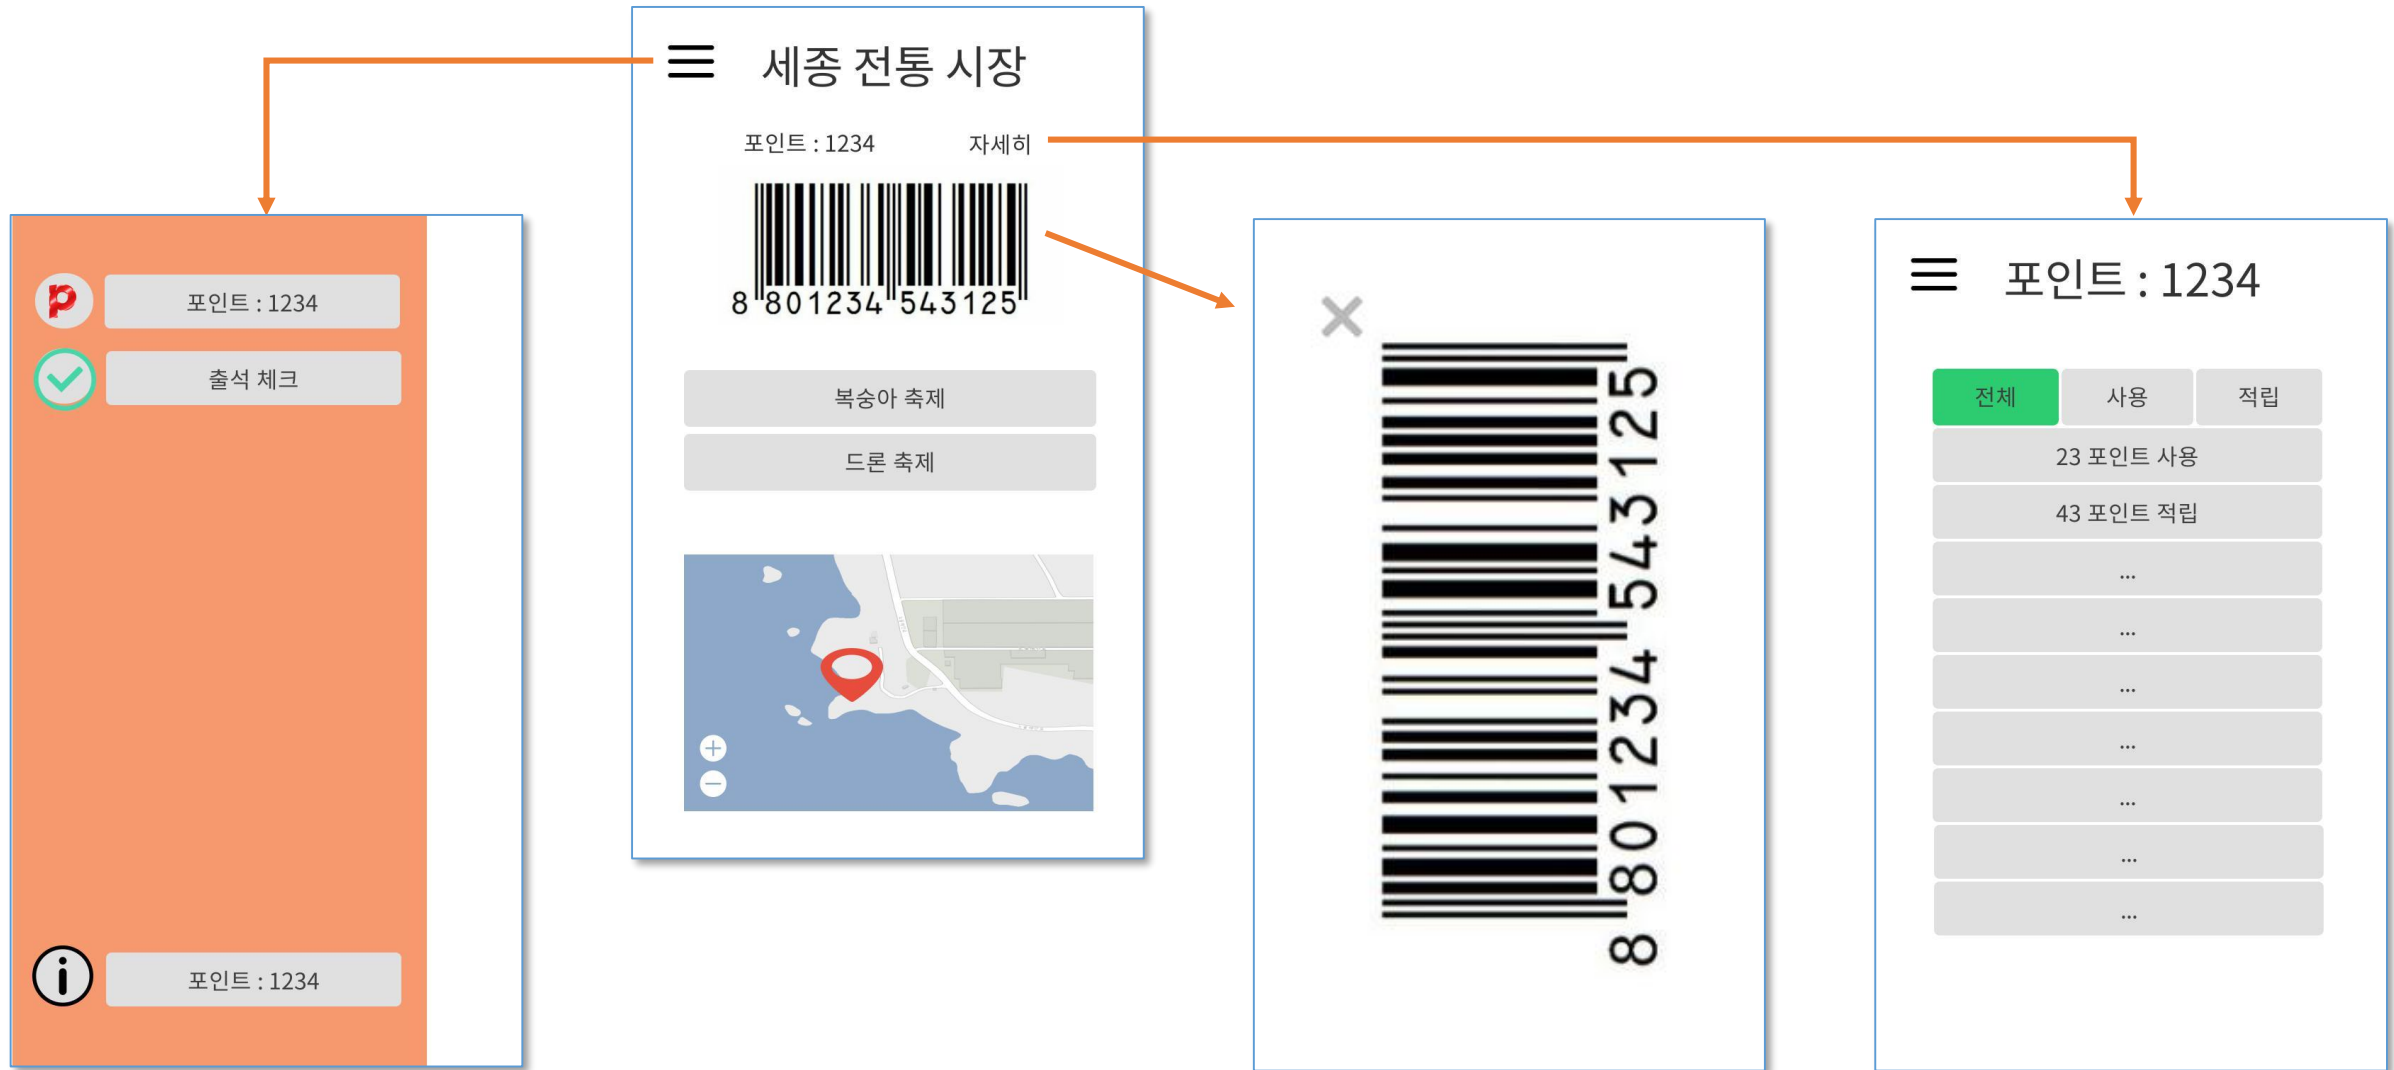 세종 전통 시장
포인트 : 1234
자세히
8 801234 543125
복숭아 축제
드론 축제
p
포인트 : 1234
출석 체크
i
포인트 : 1234
8 801234 543125
포인트 : 1234
전체
사용
적립
23 포인트 사용
43 포인트 적립
...
...
...
...
...
...
...